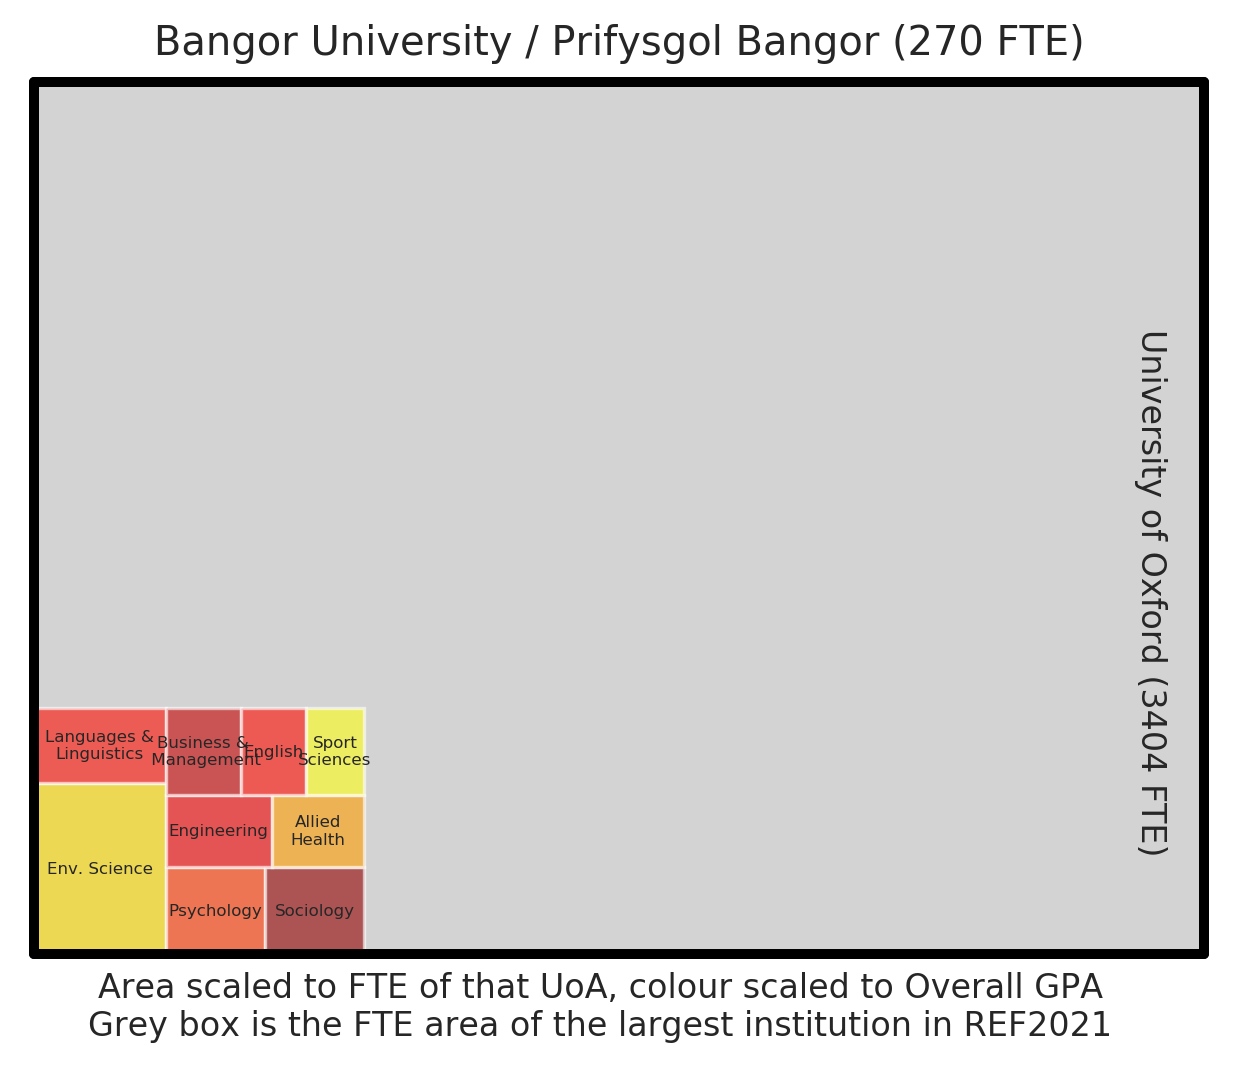 Bangor University / Prifysgol Bangor (270 FTE)
University of Oxford (3404 FTE)
Languages &
Linguistics
Business &
Management
English
Sport
Sciences
Engineering
Allied
Health
Env. Science
Psychology
Sociology
Area scaled to FTE of that UoA, colour scaled to Overall GPA
Grey box is the FTE area of the largest institution in REF2021